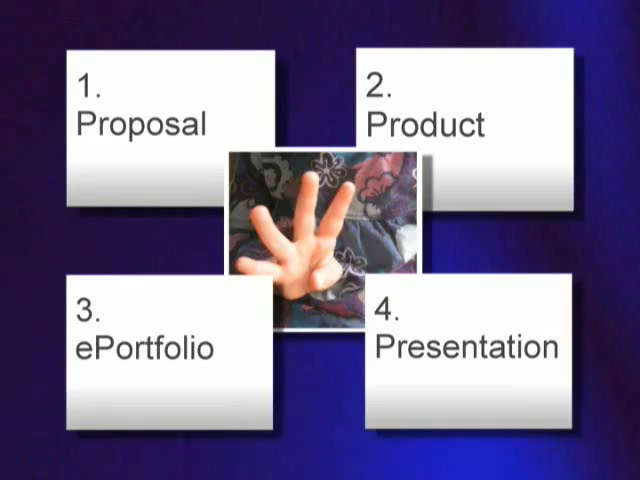 1.
Proposal
2.
Product
3.
ePortfolio
4.
Presentation